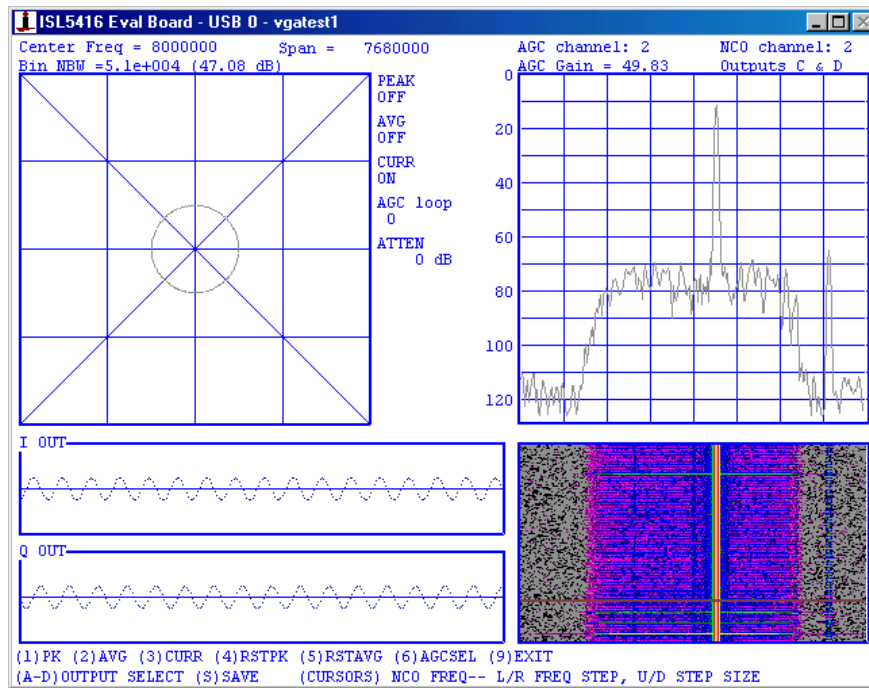 ISL5416 Eval Board - USB 0 - vgatest1
Center Freq = 8000000 Span = 7680000
Bin NBW =5.1e+004 (47.08 dB)
PEAK
OFF
AVG
OFF
CURR
ON
AGC loop
0
ATTEN
0 dB
AGC channel: 2 NCO channel: 2
AGC Gain = 49.83 Outputs C & D
0
20
40
60
80
100
120
I OUT
Q OUT
(1)PK (2)AVG (3)CURR (4)RSTPK (5)RSTAVG (6)AGCSEL (9)EXIT
(A-D)OUTPUT SELECT (S)SAVE (CURSORS) NCO FREQ-- L/R FREQ STEP, U/D STEP SIZE